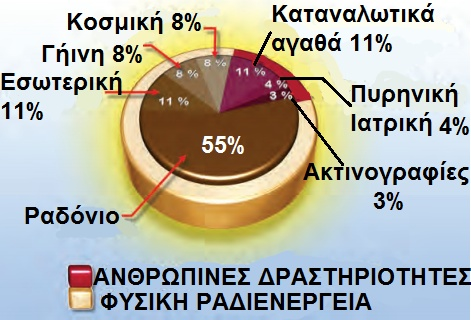 Κοσμική 8%
Καταναλωτικά
αγαθά 11%
Γήινη 8%
Εσωτερική
11%
Πυρηνική
Ιατρική 4%
Ακτινογραφίες
3%
Ραδόνιο
8 %
8 %
11 %
11 %
4 %
3 %
55%
ΑΝΘΡΩΠΙΝΕΣ ΔΡΑΣΤΗΡΙΟΤΗΤΕΣ
ΦΥΣΙΚΗ ΡΑΔΙΕΝΕΡΓΕΙΑ